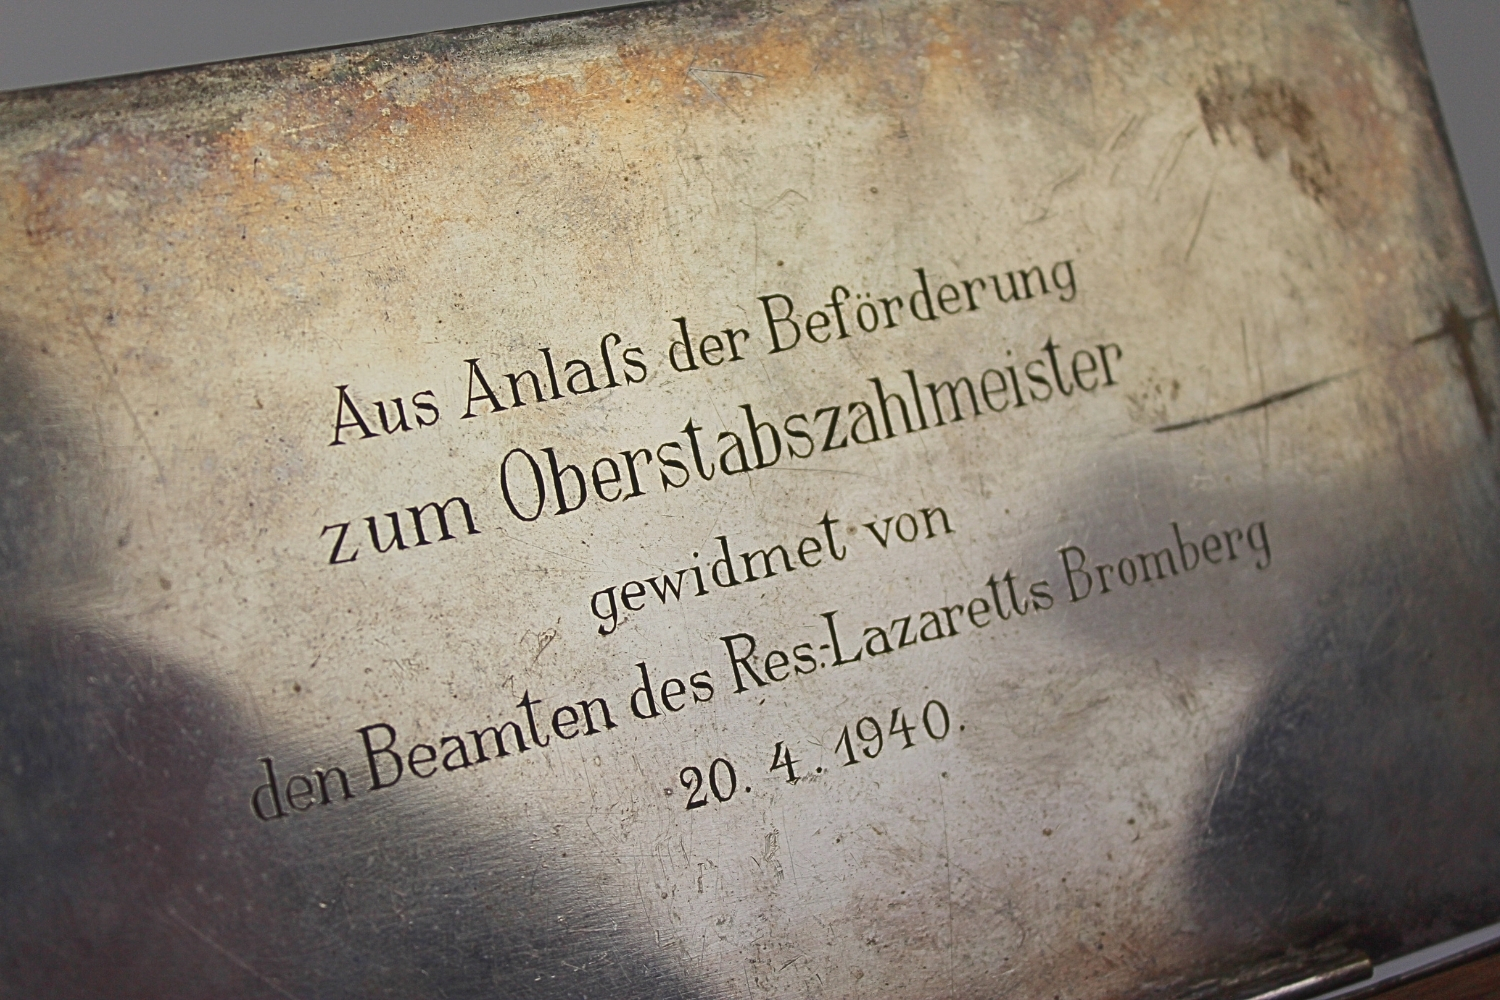 Aus Anlaſs der Beförderung
zum Oberstabszahlmeister
gewidmet von
den Beamten des Res.-Lazaretts Bromberg
20. 4. 1940.